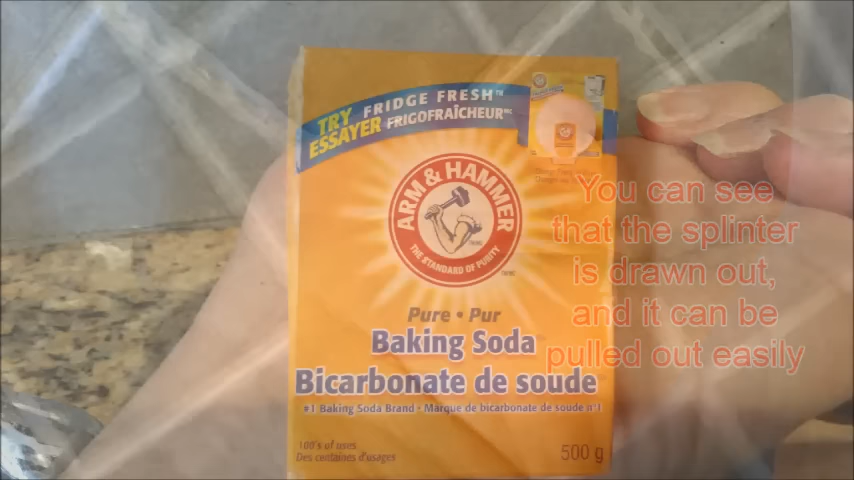 TRY FRIDGE FRESH™
ESSAYER FRIGOFRAÎCHEUR
ARM & HAMMER
THE STANDARD OF PURITY
Pure • Pur
Baking Soda
Bicarbonate de soude
#1 Baking Soda Brand • Marque de bicarbonate de soude n°1
100's of uses
Des centaines d'usages
500 g
You can see
that the splinter
is drawn out,
and it can be
pulled out easily